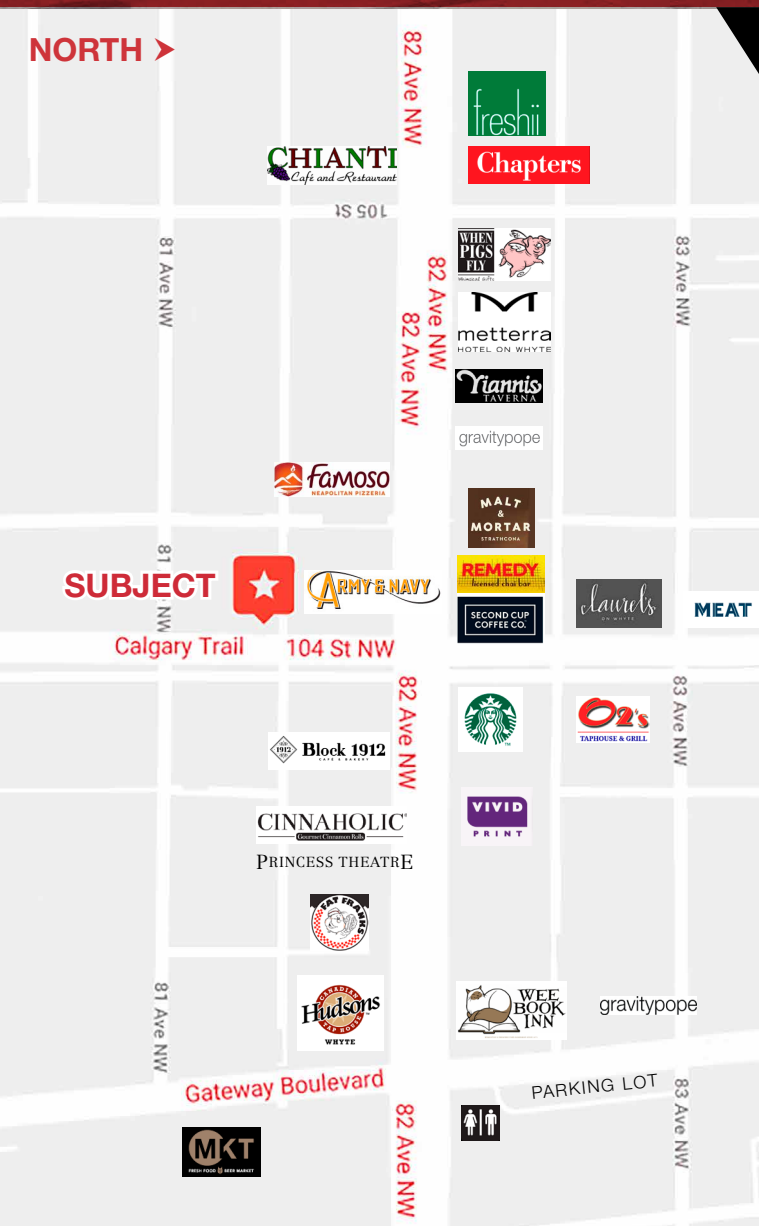 NORTH
82 Ave NW
freshii
CHIANTI
Café and Restaurant
Chapters
105 St
81 Ave NW
83 Ave NW
WHEN
PIGS
FLY
whimsical gifts
82 Ave NW
82 Ave NW
metterra
HOTEL ON WHYTE
Yiannis
TAVERNA
gravitypope
famoso
NEAPOLITAN PIZZERIA
MALT
&
MORTAR
STRATHCONA
81 Ave NW
SUBJECT
ARMY & NAVY
REMEDY
licensed chai bar
SECOND CUP
COFFEE CO.
laurel's
ON WHYTE
MEAT
Calgary Trail
104 St NW
82 Ave NW
83 Ave NW
O2's
TAPHOUSE & GRILL
TM
1912
Block 1912
CAFÉ & BAKERY
VIVID
PRINT
CINNAHOLIC
Gourmet Cinnamon Rolls
PRINCESS THEATRE
FAT FRANKS
CANADIAN
Hudsons
TAP HOUSE
WHYTE
WEE
BOOK
INN
gravitypope
81 Ave NW
Gateway Boulevard
PARKING LOT
82 Ave NW
83 Ave NW
MKT
FRESH FOOD BEER MARKET